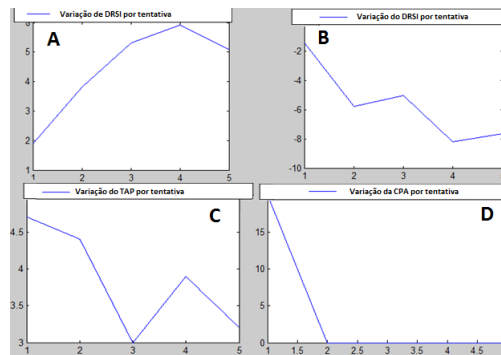 Variação de DRSI por tentativa
A
6
5
4
3
2
1
1 2 3 4 5
Variação do DRSI por tentativa
B
-2
-4
-6
-8
-10
1 2 3 4
Variação do TAP por tentativa
C
4.5
4
3.5
3
1 2 3 4 5
Variação da CPA por tentativa
D
15
10
5
0
1 1.5 2 2.5 3 3.5 4 4.5